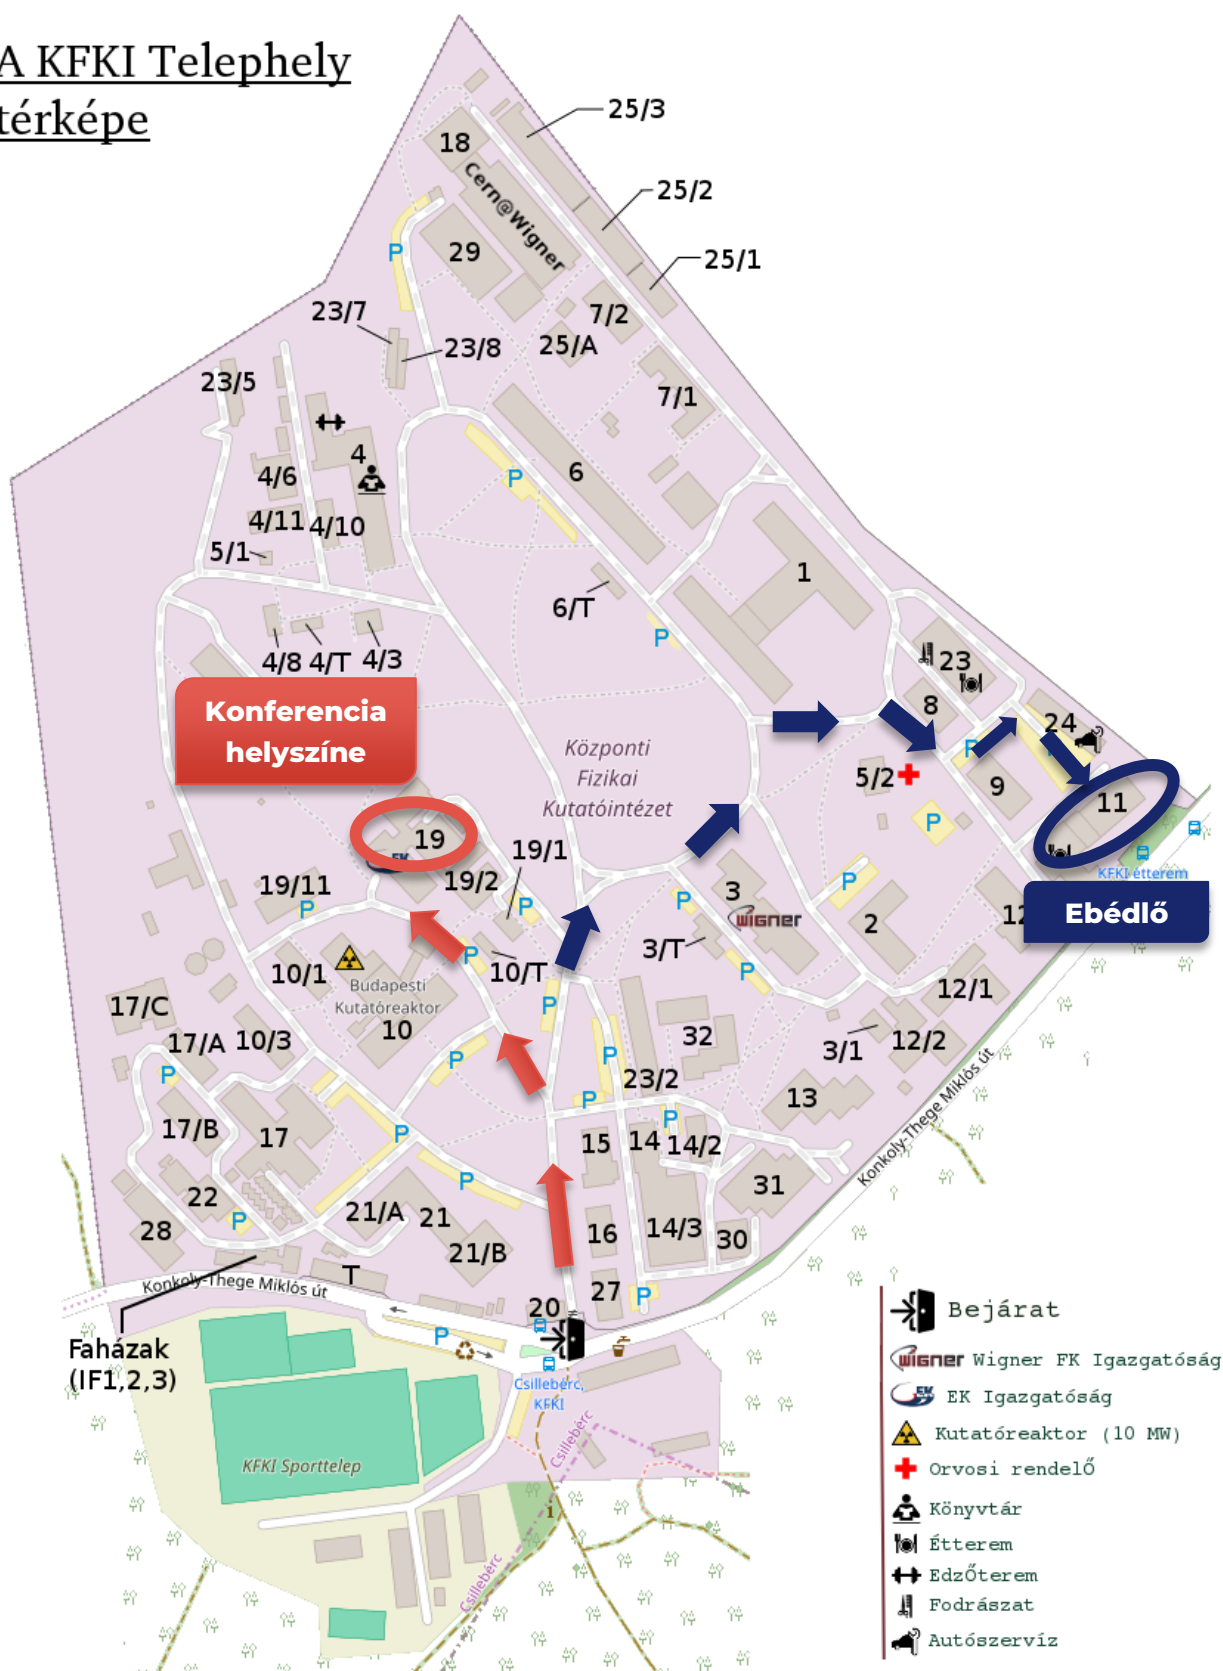 A KFKI Telephely
térképe
25/3
18
Cern@Wigner
25/2
P
29
25/1
23/7
7/2
25/A
23/8
23/5
7/1
4
P
6
4/6
4/11
4/10
5/1
1
6/T
P
4/8
4/T
4/3
23
8
Konferencia
helyszíne
24
Központi
Fizikai
Kutatóintézet
P
5/2
9
11
P
19
EK
19/1
KFKI étterem
19/2
19/11
P
P
P
3
P
wigner
2
12
Ebédlő
3/T
P
10/1
P
10/T
P
12/1
Budapesti
Kutatóreaktor
17/C
10
17/A
10/3
P
P
P
32
3/1
12/2
P
23/2
P
13
Konkoly-Thege Miklós út
17/B
17
P
15
14
P
14/2
P
31
22
P
21/A
21
28
21/B
16
14/3
30
T
27
P
20
Konkoly-Thege Miklós út
P
Faházak
(IF1,2,3)
Csillebérc,
KFKI
Csillebérc
KFKI Sporttelep
i
Csillebérc
Bejárat
wigner Wigner FK Igazgatóság
EK EK Igazgatóság
Kutatóreaktor (10 MW)
Orvosi rendelő
Könyvtár
Étterem
Edzőterem
Fodrászat
Autószervíz